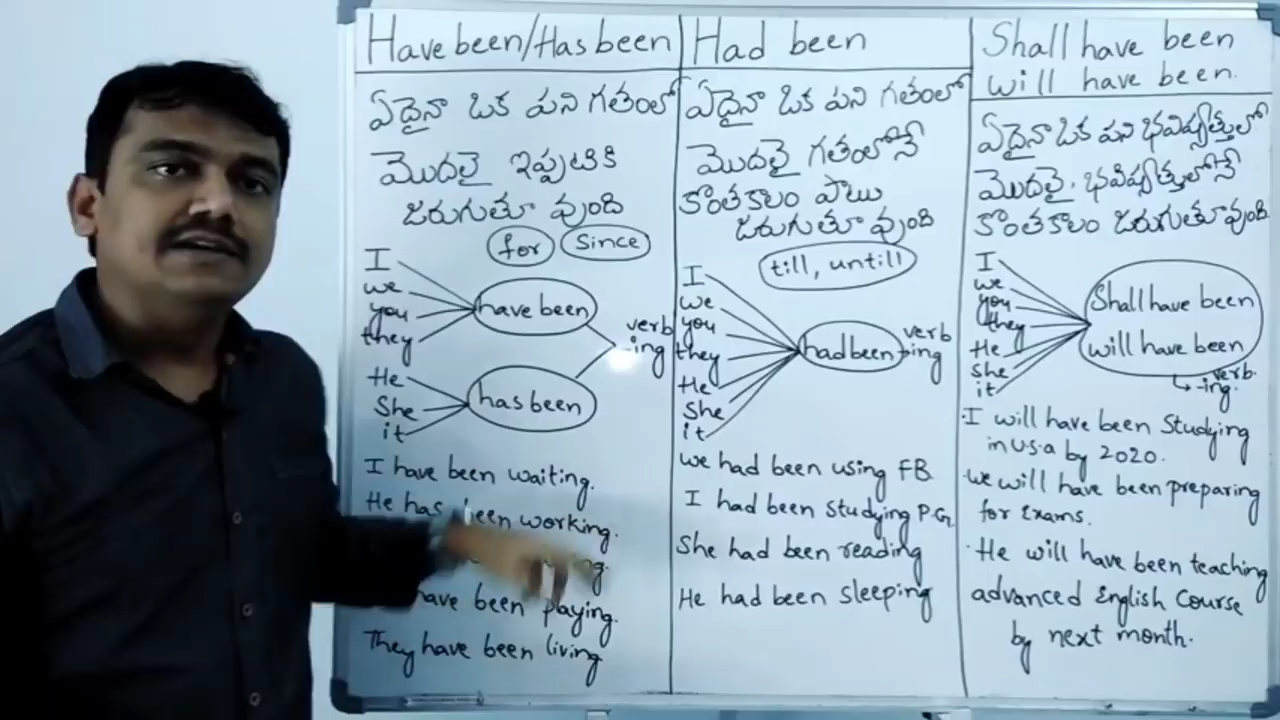 Have been/Has been
ఏదైనా ఒక పని గతంలో
మొదలై ఇప్పటికి
జరుగుతూ వుంది
for since
I
we
you
they
have been
He
She
it
has been
verb
-ing
I have been waiting.
He has been working.
have been playing.
They have been living
Had been
ఏదైనా ఒక పని గతంలో
మొదలై గతంలోనే
కొంతకాలం పాటు
జరుగుతూ వుంది
till, untill
I
we
you
they
He
She
it
had been
verb
-ing
we had been using FB
I had been studying P.G.
She had been reading
He had been sleeping
Shall have been
will have been.
ఏదైనా ఒక పని భవిష్యత్తులో
మొదలై, భవిష్యత్తులోనే
కొంతకాలం జరుగుతూవుంది.
I
we
you
they
He
She
it
Shall have been
will have been
verb.
-ing.
I will have been Studying
in U.S.a by 2020.
we will have been preparing
for Exams.
He will have been teaching
advanced English Course
by next month.